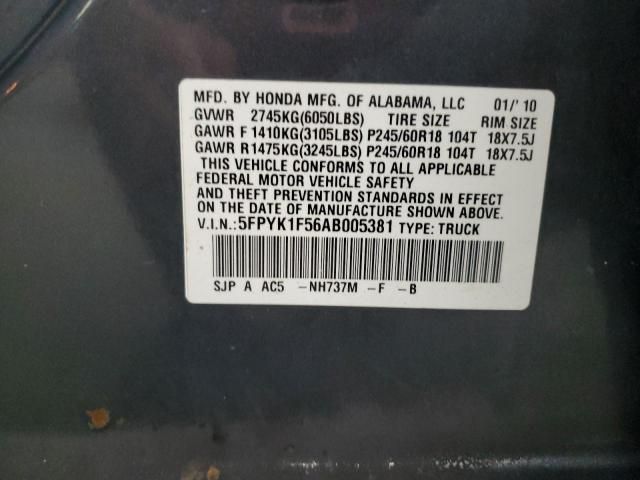 MFD. BY HONDA MFG. OF ALABAMA, LLC 01/'10
GVWR 2745KG(6050LBS) TIRE SIZE RIM SIZE
GAWR F 1410KG(3105LBS) P245/60R18 104T 18X7.5J
GAWR R1475KG(3245LBS) P245/60R18 104T 18X7.5J
THIS VEHICLE CONFORMS TO ALL APPLICABLE
FEDERAL MOTOR VEHICLE SAFETY
AND THEFT PREVENTION STANDARDS IN EFFECT
ON THE DATE OF MANUFACTURE SHOWN ABOVE.
V.I.N.:5FPYK1F56AB005381 TYPE: TRUCK
SJP A AC5 -NH737M -F -B